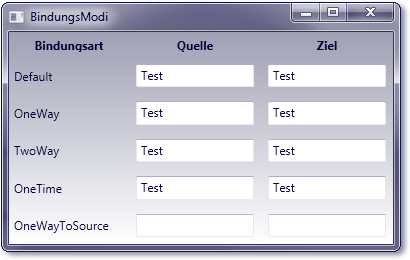 BindungsModi
Bindungsart Quelle Ziel
Default Test Test
OneWay Test Test
TwoWay Test Test
OneTime Test Test
OneWayToSource